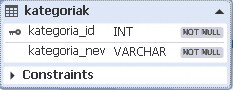 kategoriak
kategoria_id INT NOT NULL
kategoria_nev VARCHAR NOT NULL
Constraints